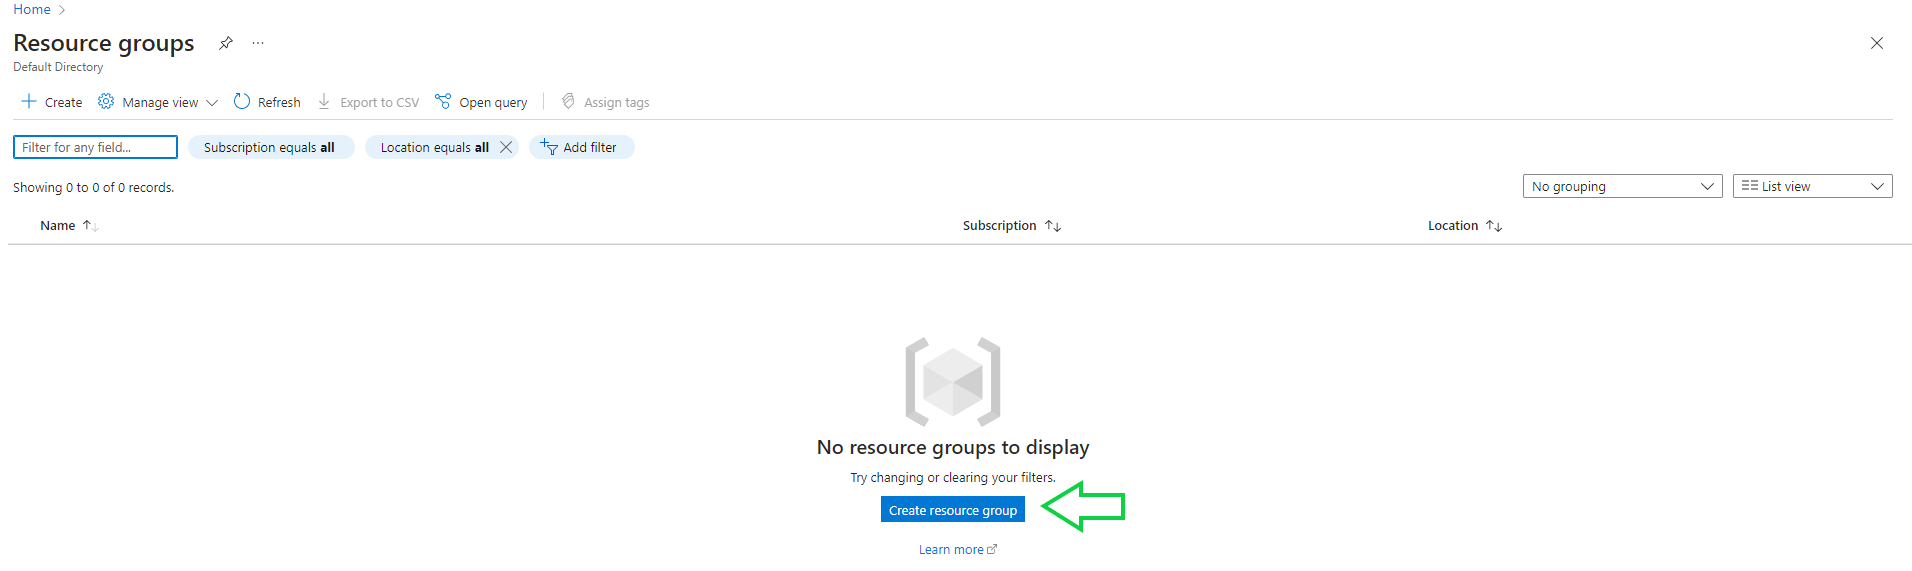 Home
Resource groups
Default Directory
Create Manage view Refresh Export to CSV Open query Assign tags
Filter for any field... Subscription equals all Location equals all Add filter
Showing 0 to 0 of 0 records. No grouping List view
Name Subscription Location
No resource groups to display
Try changing or clearing your filters.
Create resource group
Learn more